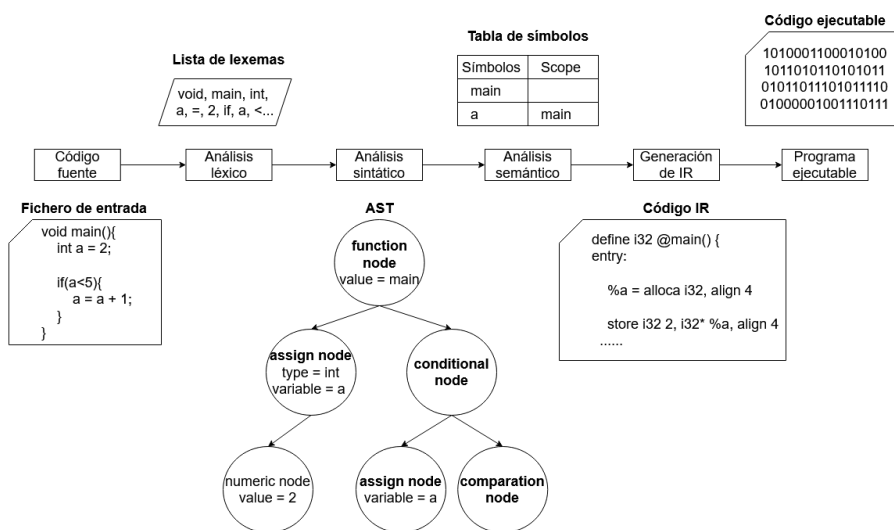 Código ejecutable
Tabla de símbolos
Lista de lexemas
1010001100010100
1011010110101011
01011011101011110
01000001001110111
Símbolos Scope
main
a main
void, main, int,
a, =, 2, if, a, <...
Código
fuente
Análisis
léxico
Análisis
sintático
Análisis
semántico
Generación
de IR
Programa
ejecutable
Fichero de entrada
void main(){
int a = 2;
if(a<5){
a = a + 1;
}
}
AST
function
node
value = main
assign node
type = int
variable = a
conditional
node
numeric node
value = 2
assign node
variable = a
comparation
node
Código IR
define i32 @main() {
entry:
%a = alloca i32, align 4
store i32 2, i32* %a, align 4
......